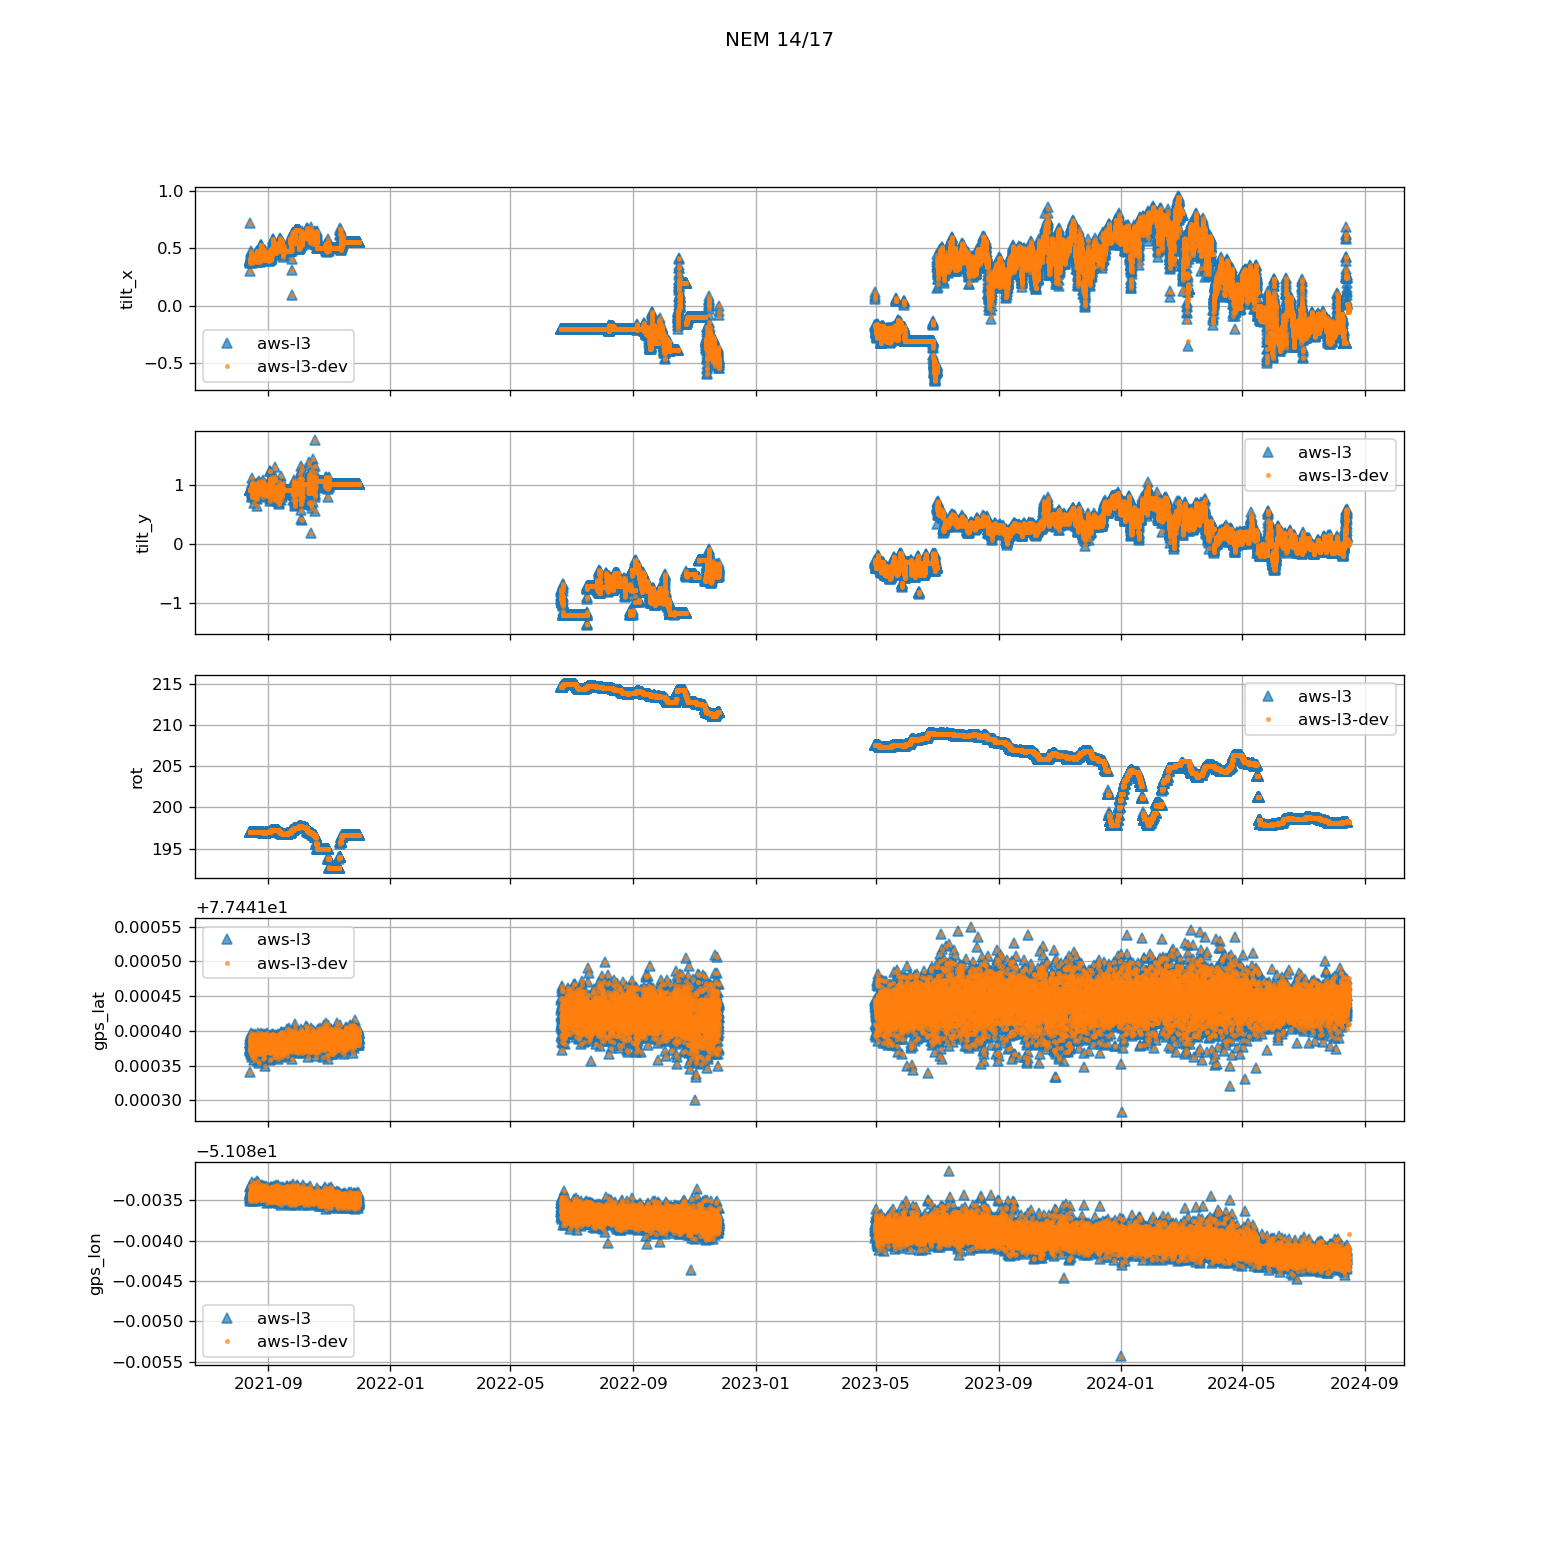 NEM 14/17
1.0
0.5
0.0
−0.5
tilt_x
aws-l3
aws-l3-dev
1
0
−1
tilt_y
aws-l3
aws-l3-dev
215
210
205
200
195
rot
aws-l3
aws-l3-dev
+7.7441e1
0.00055
0.00050
0.00045
0.00040
0.00035
0.00030
gps_lat
aws-l3
aws-l3-dev
−5.108e1
−0.0035
−0.0040
−0.0045
−0.0050
−0.0055
gps_lon
aws-l3
aws-l3-dev
2021-09 2022-01 2022-05 2022-09 2023-01 2023-05 2023-09 2024-01 2024-05 2024-09